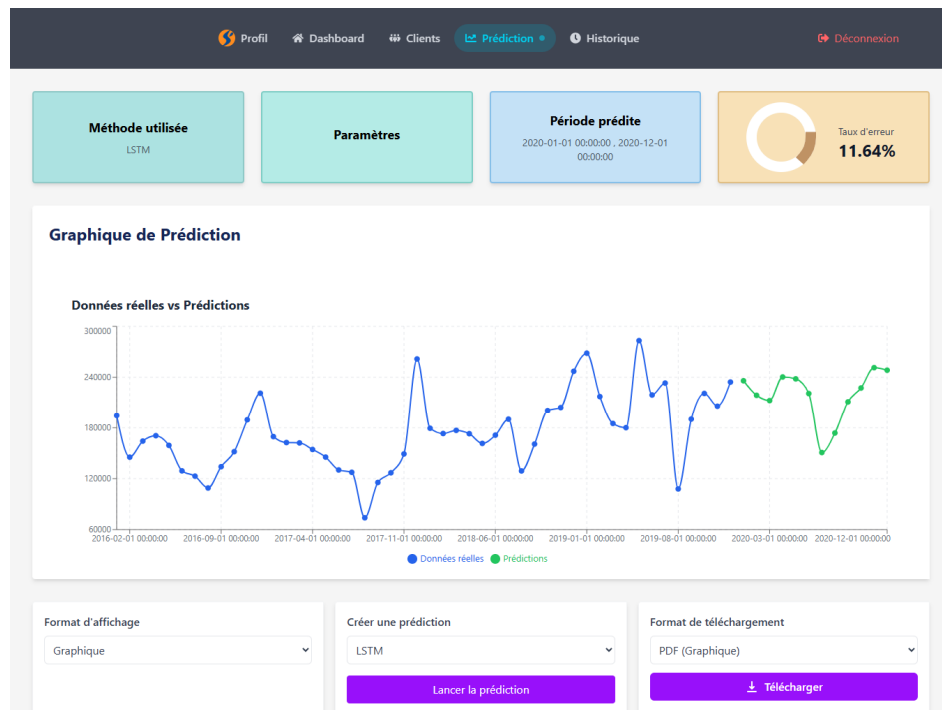 Profil
Dashboard
Clients
Prédiction
Historique
Déconnexion
Méthode utilisée
LSTM
Paramètres
Période prédite
2020-01-01 00:00:00 , 2020-12-01
00:00:00
Taux d'erreur
11.64%
Graphique de Prédiction
Données réelles vs Prédictions
300000
240000
180000
120000
60000
2016-02-01 00:00:00
2016-09-01 00:00:00
2017-04-01 00:00:00
2017-11-01 00:00:00
2018-06-01 00:00:00
2019-01-01 00:00:00
2019-08-01 00:00:00
2020-03-01 00:00:00
2020-12-01 00:00:00
Données réelles
Prédictions
Format d'affichage
Graphique
Créer une prédiction
LSTM
Lancer la prédiction
Format de téléchargement
PDF (Graphique)
Télécharger